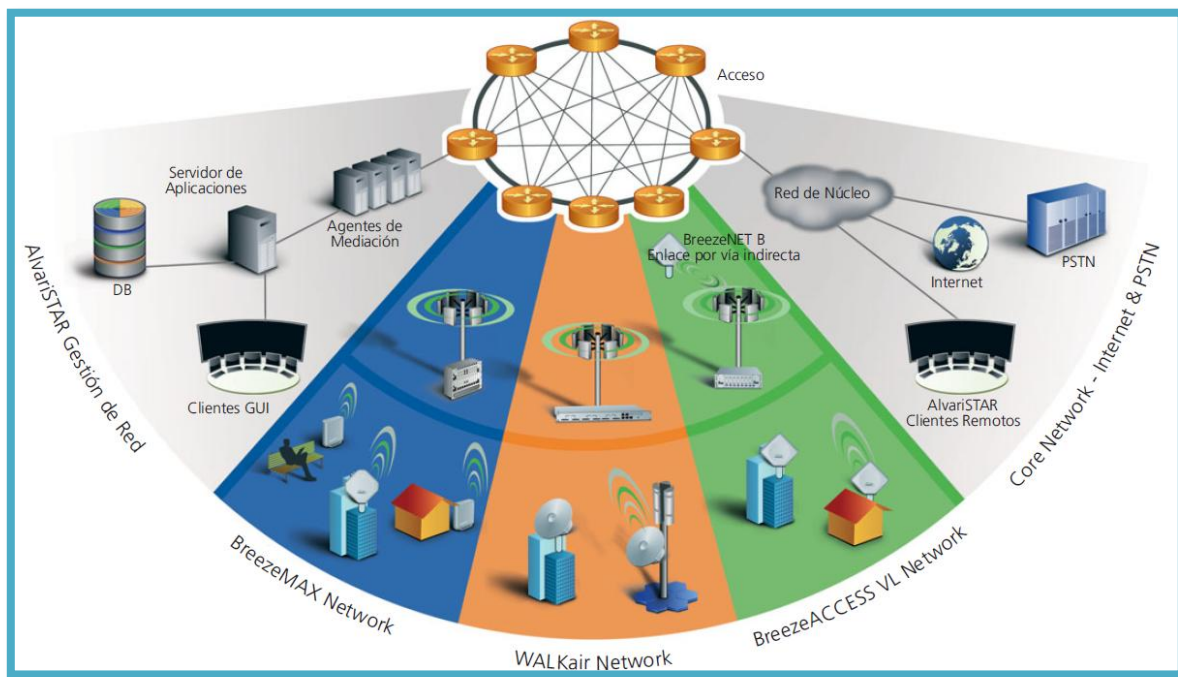 Acceso
Servidor de
Aplicaciones
Agentes de
Mediación
DB
Clientes GUI
AlvariSTAR Gestión de Red
BreezeNET B
Enlace por vía indirecta
Red de Núcleo
Internet
PSTN
AlvariSTAR
Clientes Remotos
Core Network - Internet & PSTN
BreezeMAX Network
WALKair Network
BreezeACCESS VL Network